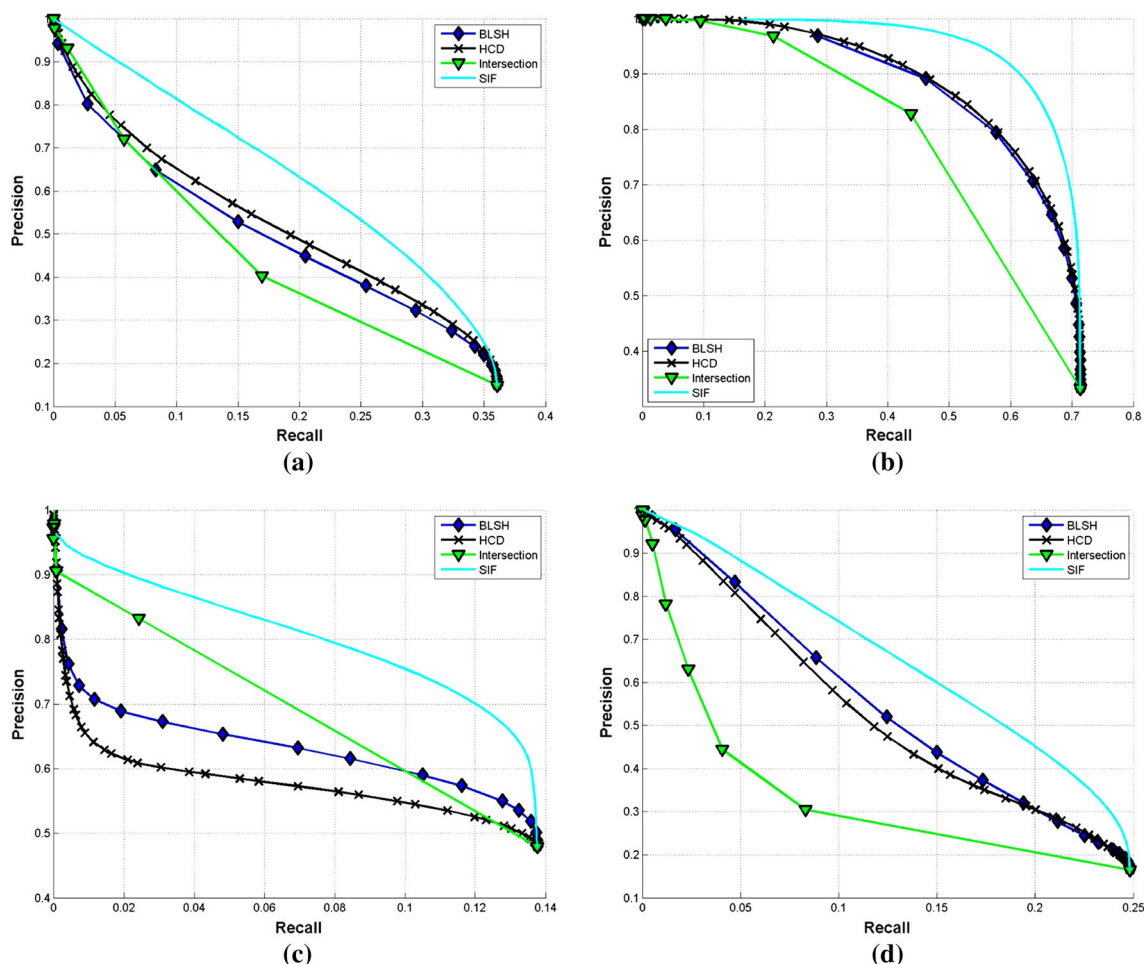 1
0.9
0.8
0.7
0.6
0.5
0.4
0.3
0.2
0.1
0 0.05 0.1 0.15 0.2 0.25 0.3 0.35 0.4
Precision
Recall
BLSH
HCD
Intersection
SIF
(a)
1
0.9
0.8
0.7
0.6
0.5
0.4
0 0.1 0.2 0.3 0.4 0.5 0.6 0.7 0.8
Precision
Recall
BLSH
HCD
Intersection
SIF
(b)
1
0.9
0.8
0.7
0.6
0.5
0.4
0 0.02 0.04 0.06 0.08 0.1 0.12 0.14
Precision
Recall
BLSH
HCD
Intersection
SIF
(c)
1
0.9
0.8
0.7
0.6
0.5
0.4
0.3
0.2
0.1
0 0.05 0.1 0.15 0.2 0.25
Precision
Recall
BLSH
HCD
Intersection
SIF
(d)